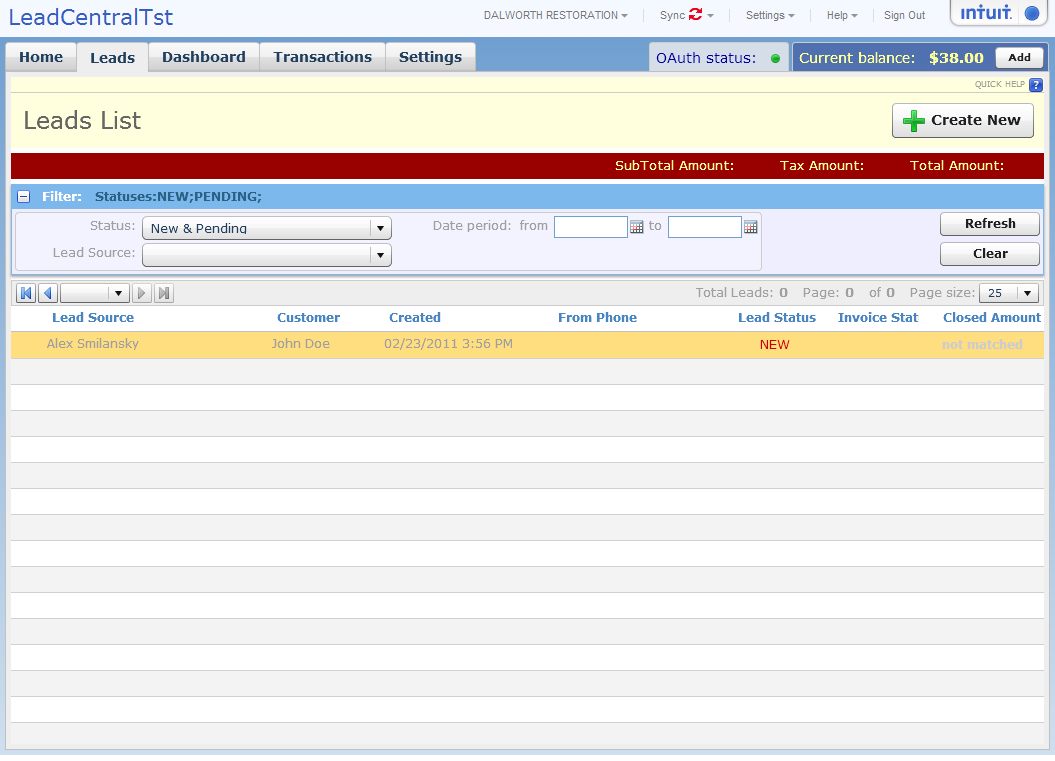 LeadCentralTst DALWORTH RESTORATION Sync Settings Help Sign Out intuit.
Home Leads Dashboard Transactions Settings OAuth status: Current balance: $38.00 Add
QUICK HELP ?
Leads List Create New
SubTotal Amount: Tax Amount: Total Amount:
Filter: Statuses:NEW;PENDING;
Status: New & Pending Date period: from to Refresh
Lead Source: Clear
Total Leads: 0 Page: 0 of 0 Page size: 25
Lead Source Customer Created From Phone Lead Status Invoice Stat Closed Amount
Alex Smilansky John Doe 02/23/2011 3:56 PM NEW not matched